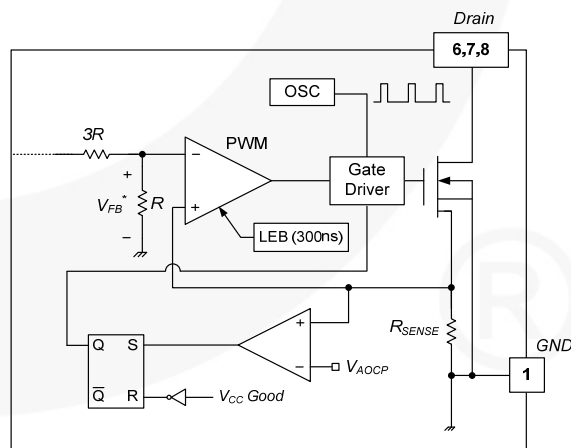 Drain
6,7,8
OSC
3R
PWM
+
−
V_FB*
R
−
+
Gate
Driver
LEB (300ns)
R_SENSE
GND
1
+
−
V_AOCP
Q
S
Q̅
R
V_CC Good
®